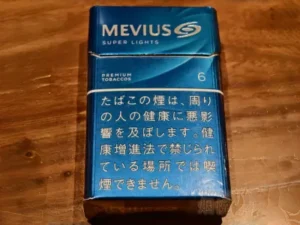 MEVIUS
SUPER LIGHTS
PREMIUM
TOBACCOS
6
たばこの煙は、周り
の人の健康に悪影
響を及ぼします。健
康増進法で禁じられ
ている場所では喫
煙できません。